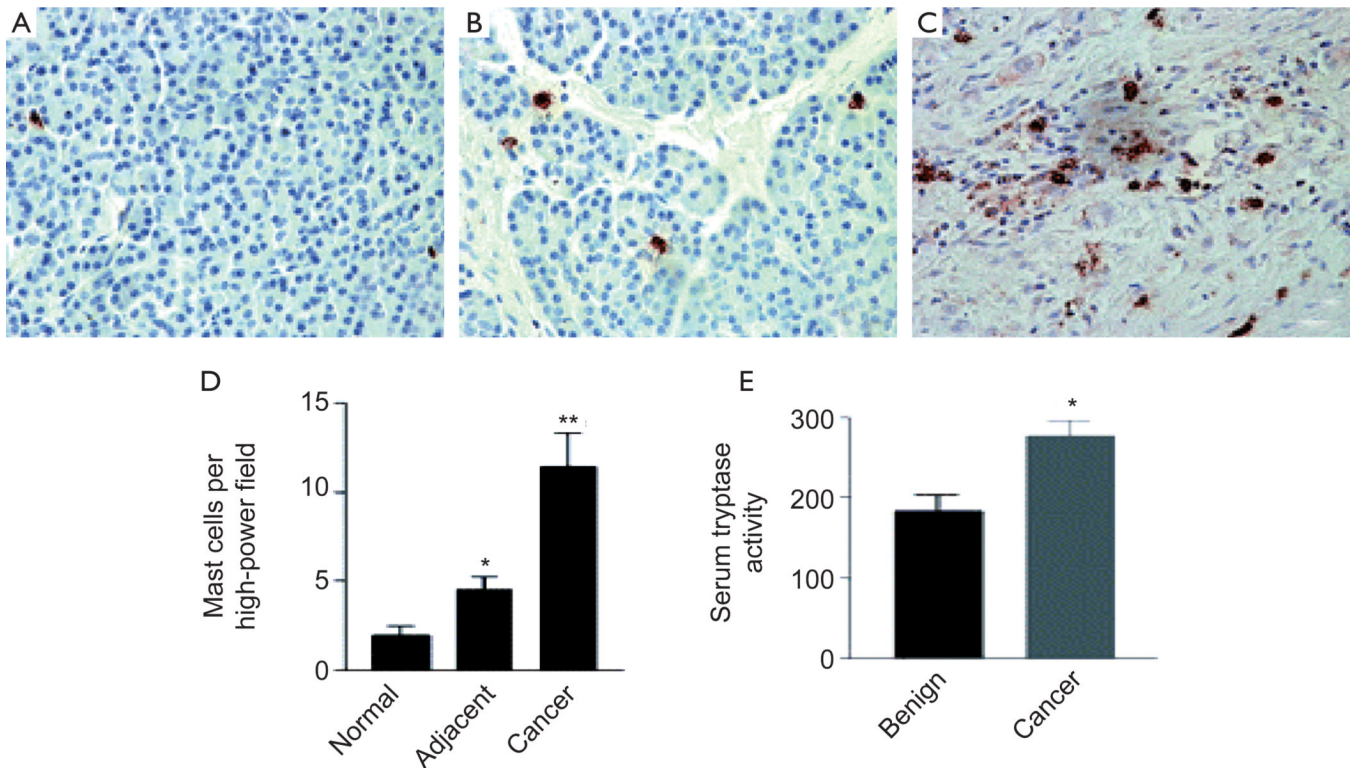 A
B
C
D
15
10
5
0
Mast cells per
high-power field
*
**
Normal
Adjacent
Cancer
E
300
200
100
0
Serum tryptase
activity
*
Benign
Cancer